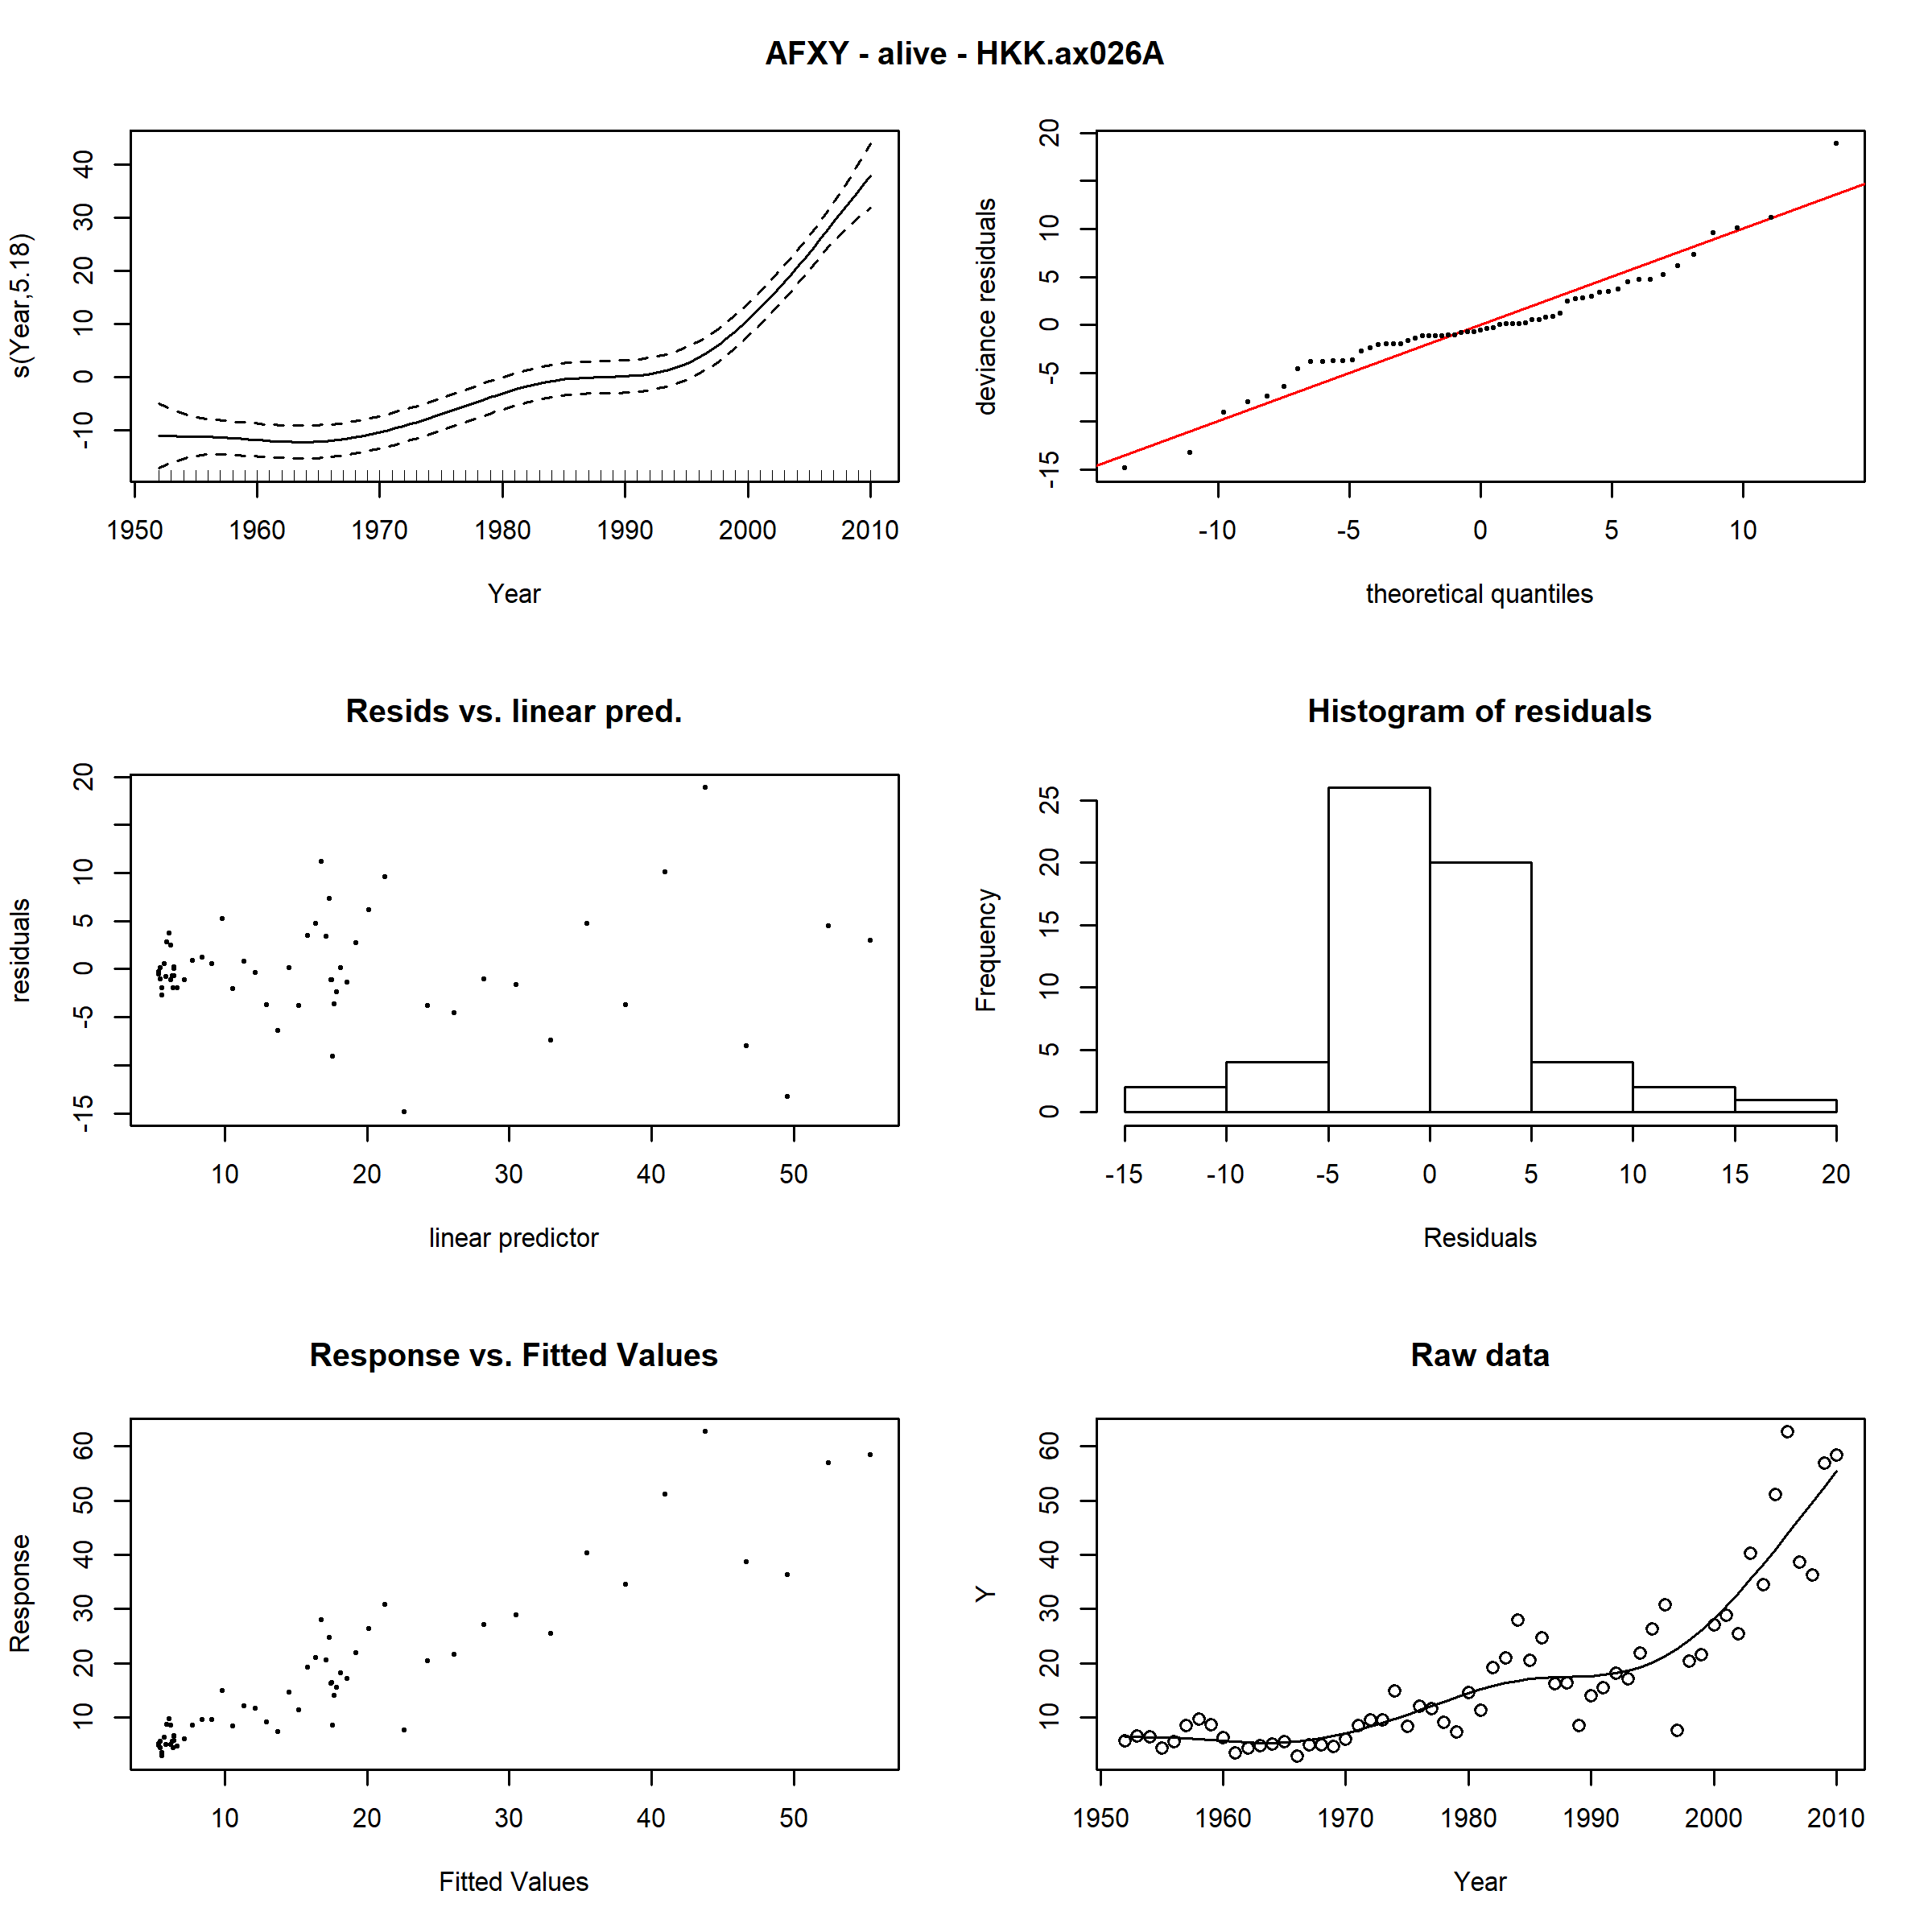 AFXY - alive - HKK.ax026A
s(Year,5.18)
-10 0 10 20 30 40
1950 1960 1970 1980 1990 2000 2010
Year
deviance residuals
-15 -5 0 5 10 20
-10 -5 0 5 10
theoretical quantiles
Resids vs. linear pred.
residuals
-15 -5 0 5 10 20
10 20 30 40 50
linear predictor
Histogram of residuals
Frequency
0 5 10 15 20 25
-15 -10 -5 0 5 10 15 20
Residuals
Response vs. Fitted Values
Response
10 20 30 40 50 60
10 20 30 40 50
Fitted Values
Raw data
Y
10 20 30 40 50 60
1950 1960 1970 1980 1990 2000 2010
Year